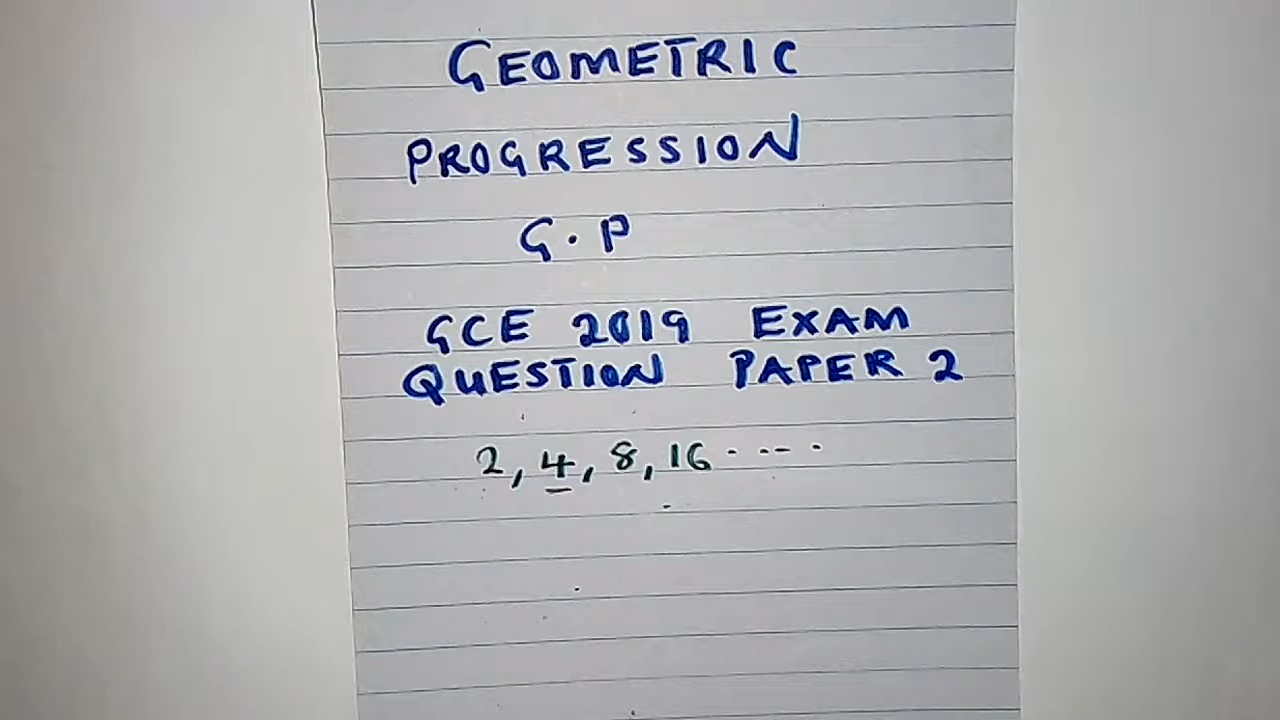 GEOMETRIC
PROGRESSION
G.P
GCE 2019 EXAM
QUESTION PAPER 2
2, 4, 8, 16 . . . . .